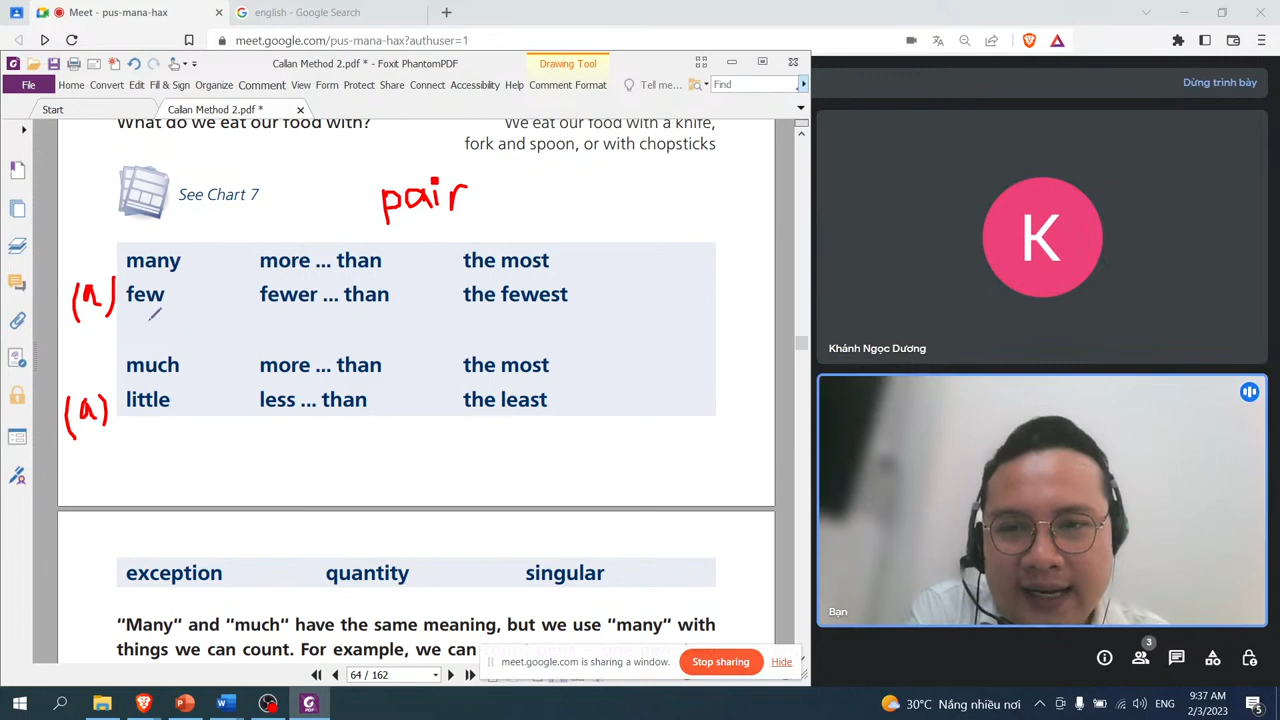 Meet - pus-mana-hax
english - Google Search
meet.google.com/pus-mana-hax?authuser=1
Callan Method 2.pdf * - Foxit PhantomPDF
Drawing Tool
File Home Convert Edit Fill & Sign Organize Comment View Form Protect Share Connect Accessibility Help Comment Format Tell me... Find
Start Callan Method 2.pdf *
Dừng trình bày
What do we eat our food with? We eat our food with a knife,
fork and spoon, or with chopsticks
See Chart 7
pair
many more ... than the most
(a) few fewer ... than the fewest
much more ... than the most
(a) little less ... than the least
K
Khánh Ngọc Dương
exception quantity singular
"Many" and "much" have the same meaning, but we use "many" with
things we can count. For example, we can count pens – one pen
meet.google.com is sharing a window. Stop sharing Hide
64 / 162
Bạn
3
30°C Nắng nhiều nơi
9:37 AM
2/3/2023
5